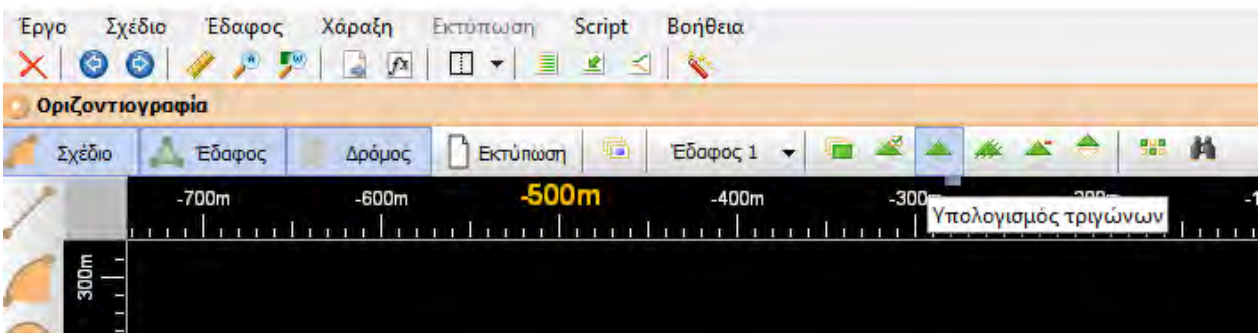 Έργο Σχέδιο Έδαφος Χάραξη Εκτύπωση Script Βοήθεια
Οριζοντιογραφία
Σχέδιο Έδαφος Δρόμος Εκτύπωση Έδαφος 1
-700m -600m -500m -400m
Υπολογισμός τριγώνων
300m